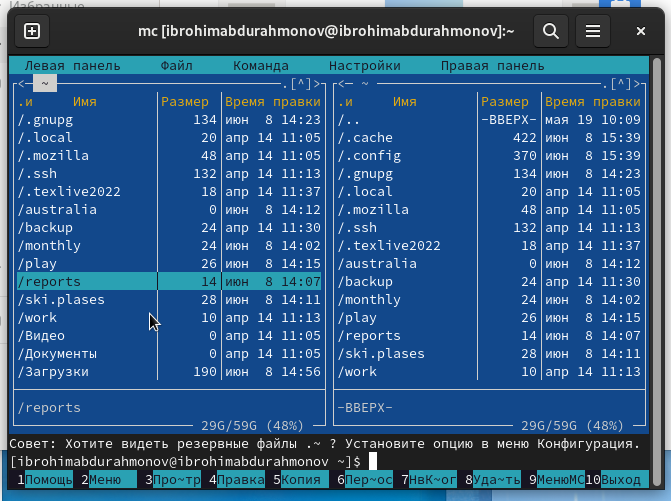 Избранные
mc [ibrohimabdurahmonov@ibrohimabdurahmonov]:~
Левая панель Файл Команда Настройки Правая панель
<— ~ .[^]> <— ~ .[^]>
.и Имя Размер Время правки .и Имя Размер Время правки
/.gnupg 134 июн 8 14:23 /.. -ВВЕРХ- мая 19 10:09
/.local 20 апр 14 11:05 /.cache 422 июн 8 15:39
/.mozilla 48 апр 14 11:05 /.config 370 июн 8 15:39
/.ssh 132 апр 14 11:13 /.gnupg 134 июн 8 14:23
/.texlive2022 18 апр 14 11:37 /.local 20 апр 14 11:05
/australia 0 июн 8 14:12 /.mozilla 48 апр 14 11:05
/backup 24 апр 14 11:30 /.ssh 132 апр 14 11:13
/monthly 24 июн 8 14:02 /.texlive2022 18 апр 14 11:37
/play 26 июн 8 14:15 /australia 0 июн 8 14:12
/reports 14 июн 8 14:07 /backup 24 апр 14 11:30
/ski.plases 28 июн 8 14:11 /monthly 24 июн 8 14:02
/work 10 апр 14 11:13 /play 26 июн 8 14:15
/Видео 0 апр 14 11:05 /reports 14 июн 8 14:07
/Документы 0 апр 14 11:05 /ski.plases 28 июн 8 14:11
/Загрузки 190 июн 8 14:56 /work 10 апр 14 11:13
/reports -ВВЕРХ-
29G/59G (48%) 29G/59G (48%)
Совет: Хотите видеть резервные файлы .~ ? Установите опцию в меню Конфигурация.
[ibrohimabdurahmonov@ibrohimabdurahmonov ~]$
1Помощь 2Меню 3Про~тр 4Правка 5Копия 6Пер~ос 7НвК~ог 8Уда~ть 9МенюMC 10Выход